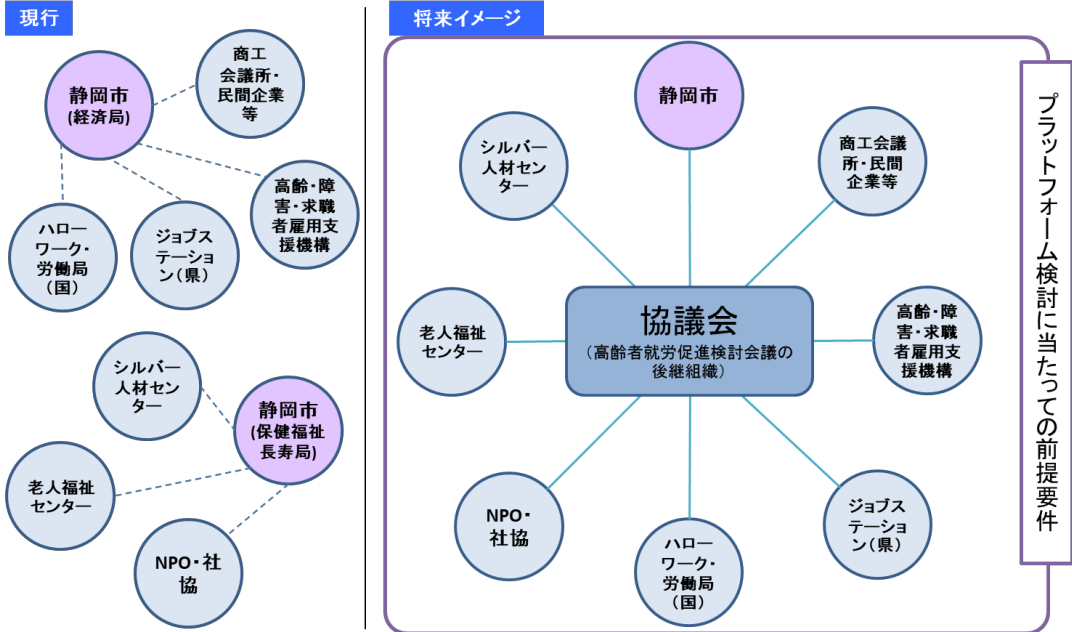 現行
商工
会議所・
民間企業
等
静岡市
(経済局)
高齢・障
害・求職
者雇用支
援機構
ハロー
ワーク・
労働局
(国)
ジョブス
テーショ
ン(県)
シルバー
人材セン
ター
静岡市
(保健福祉
長寿局)
老人福祉
センター
NPO・社
協
将来イメージ
静岡市
シルバー
人材セン
ター
商工会議
所・民間
企業等
協議会
(高齢者就労促進検討会議の
後継組織)
老人福祉
センター
高齢・障
害・求職
者雇用支
援機構
NPO・
社協
ハロー
ワーク・
労働局
(国)
ジョブス
テーショ
ン(県)
プラットフォーム検討に当たっての前提要件